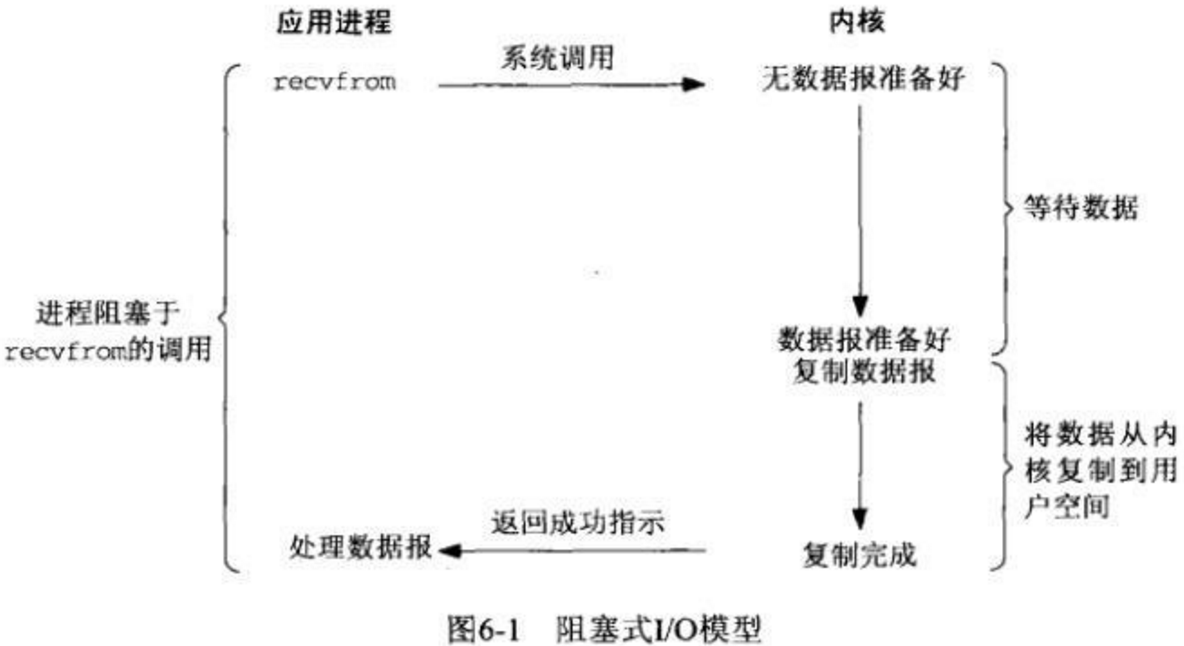 应用进程
内核
系统调用
recvfrom
无数据报准备好
等待数据
进程阻塞于
recvfrom的调用
数据报准备好
复制数据报
将数据从内
核复制到用
户空间
返回成功指示
处理数据报
复制完成
图6-1 阻塞式I/O模型